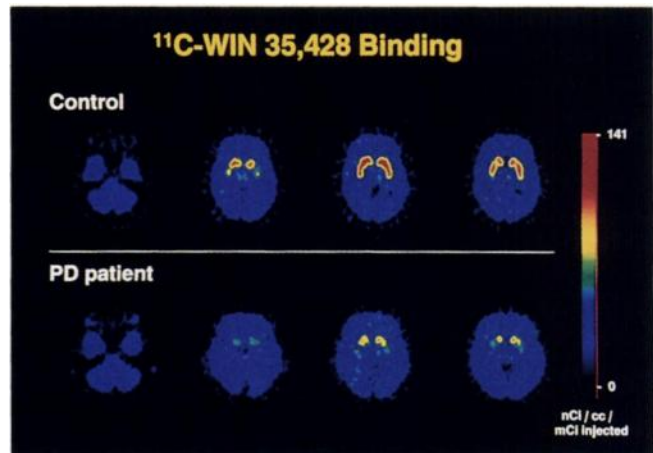 ¹¹C-WIN 35,428 Binding
Control
141
PD patient
0
nCi / cc /
mCi injected